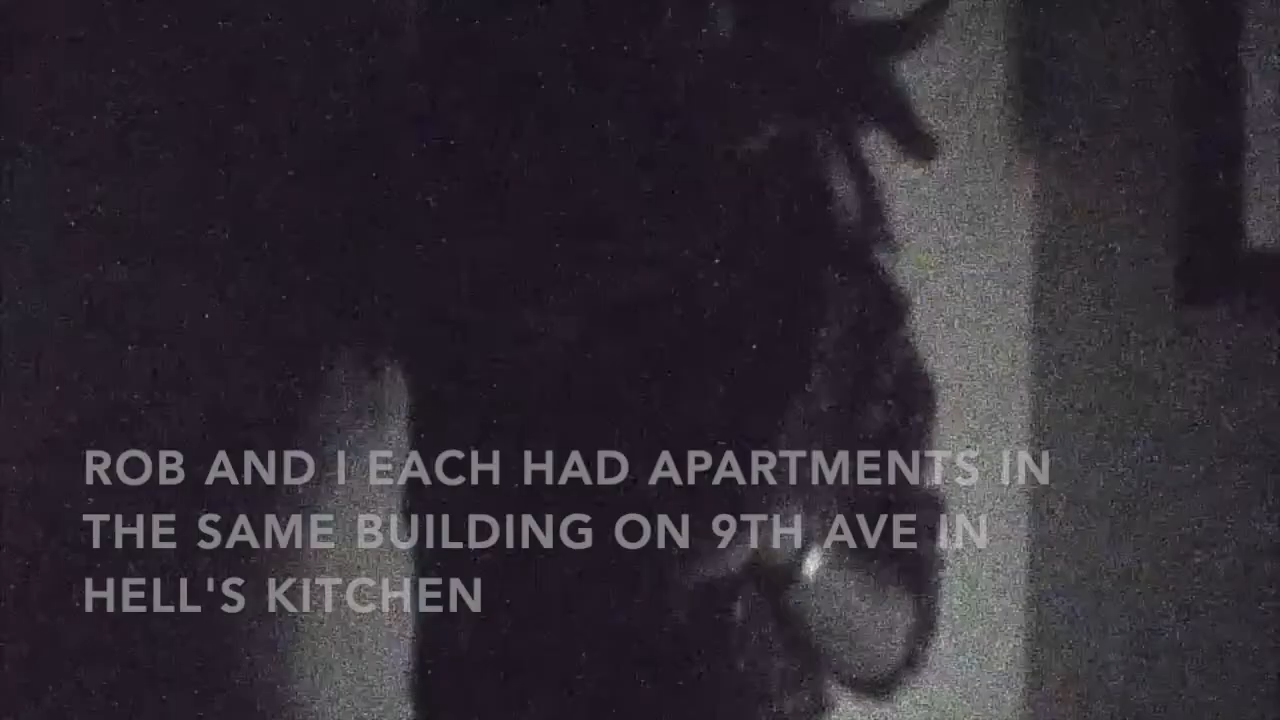 ROB AND I EACH HAD APARTMENTS IN
THE SAME BUILDING ON 9TH AVE IN
HELL'S KITCHEN